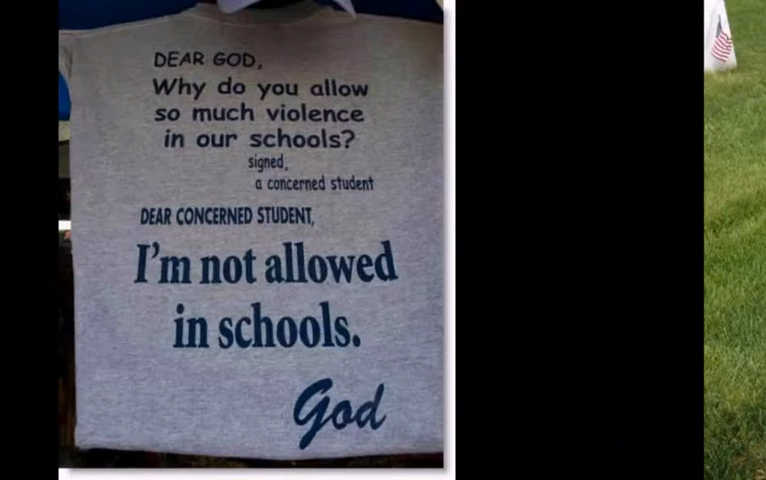 DEAR GOD,
Why do you allow
so much violence
in our schools?
signed,
a concerned student
DEAR CONCERNED STUDENT,
I'm not allowed
in schools.
God